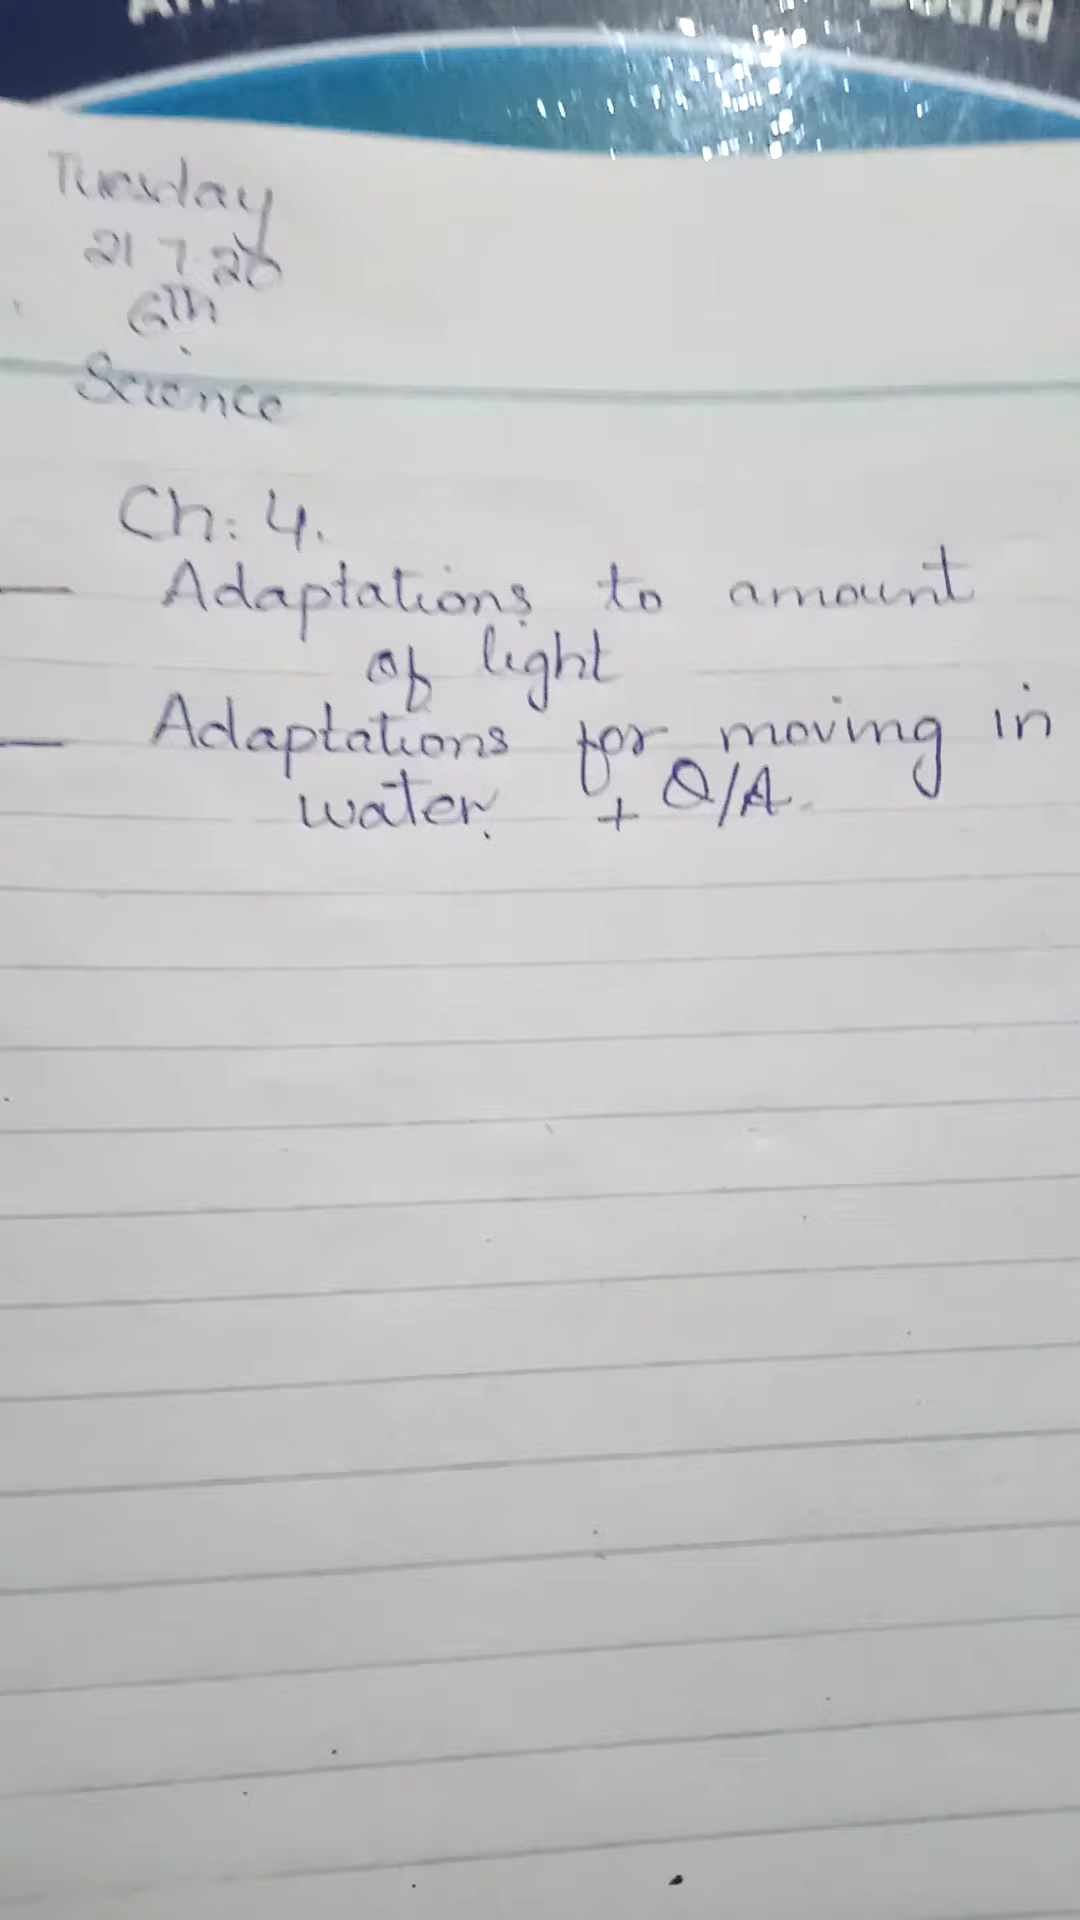 Tuesday
21 7 20
6th
Science
Ch: 4.
— Adaptations to amount
of light
— Adaptations for moving in
water. + Q/A.